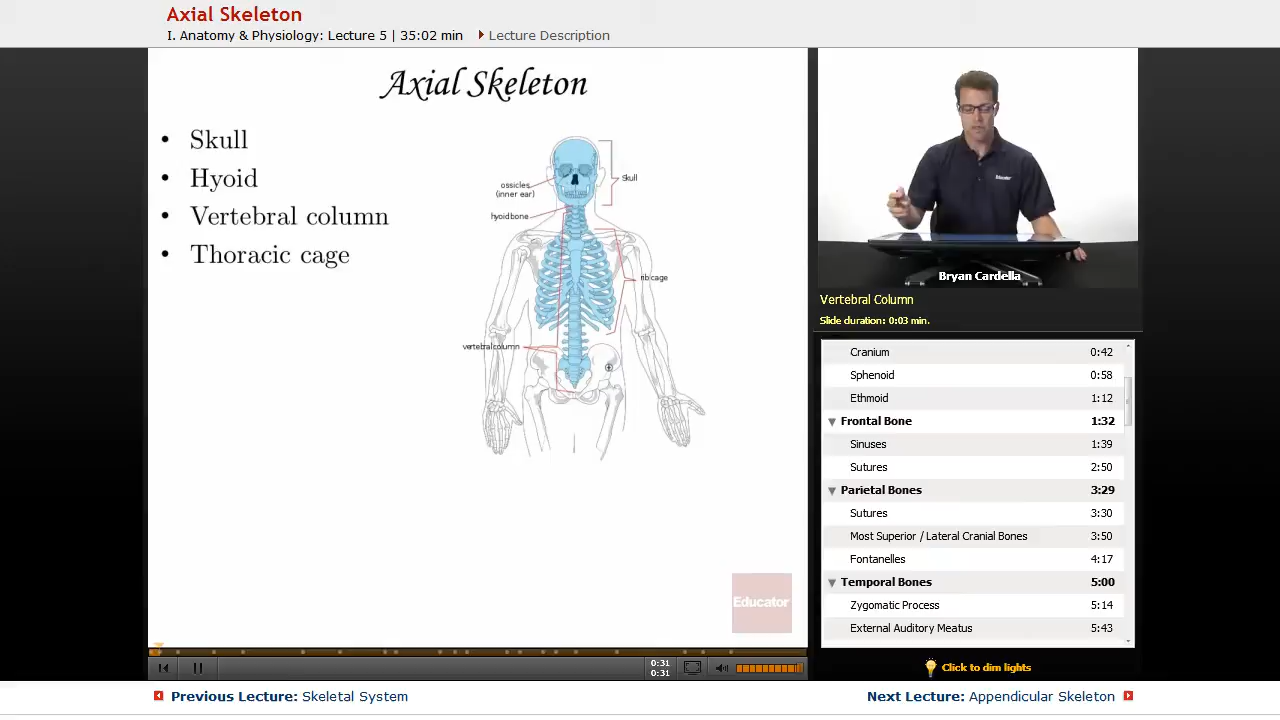 Axial Skeleton
I. Anatomy & Physiology: Lecture 5 | 35:02 min
Lecture Description
Axial Skeleton
• Skull
• Hyoid
• Vertebral column
• Thoracic cage
ossicles
(inner ear)
Skull
hyoid bone
rib cage
vertebral column
Educator
Educator
Bryan Cardella
Vertebral Column
Slide duration: 0:03 min.
Cranium 0:42
Sphenoid 0:58
Ethmoid 1:12
Frontal Bone 1:32
Sinuses 1:39
Sutures 2:50
Parietal Bones 3:29
Sutures 3:30
Most Superior / Lateral Cranial Bones 3:50
Fontanelles 4:17
Temporal Bones 5:00
Zygomatic Process 5:14
External Auditory Meatus 5:43
0:31
0:31
Click to dim lights
Previous Lecture: Skeletal System
Next Lecture: Appendicular Skeleton